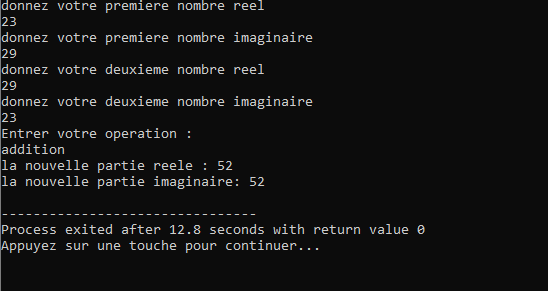 donnez votre premiere nombre reel
23
donnez votre premiere nombre imaginaire
29
donnez votre deuxieme nombre reel
29
donnez votre deuxieme nombre imaginaire
23
Entrer votre operation :
addition
la nouvelle partie reele : 52
la nouvelle partie imaginaire: 52
--------------------------------
Process exited after 12.8 seconds with return value 0
Appuyez sur une touche pour continuer...